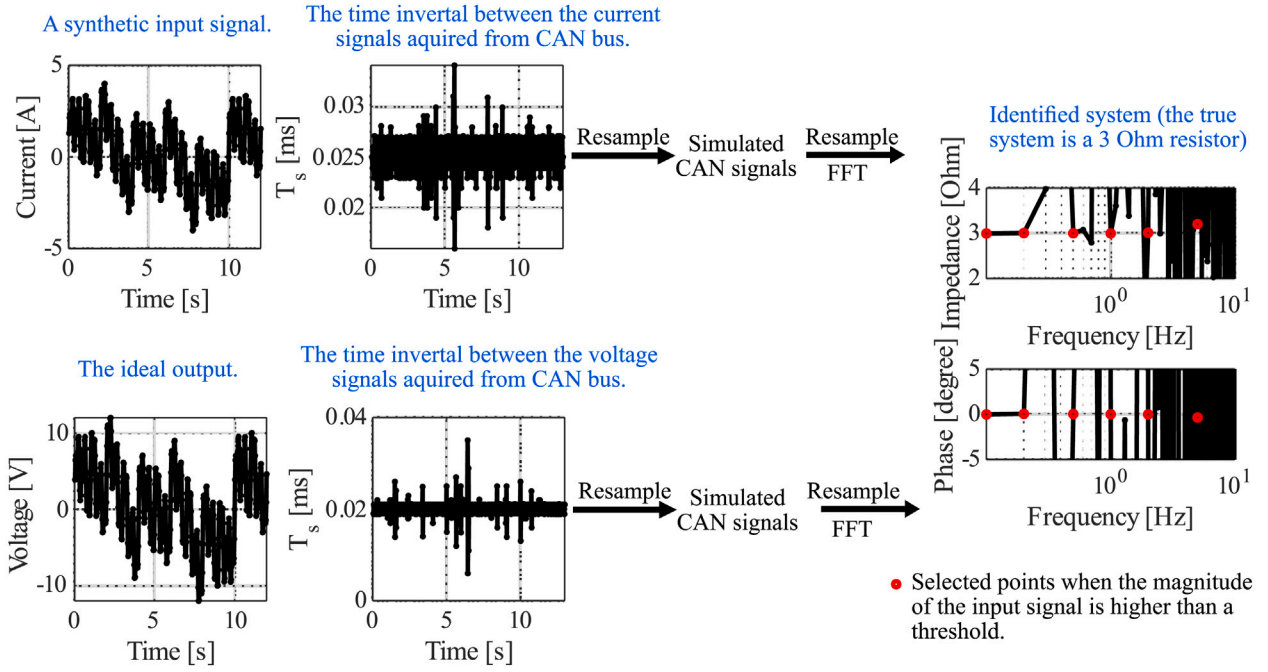 A synthetic input signal.
The time invertal between the current
signals aquired from CAN bus.
Current [A]
5
0
-5
0
5
10
Time [s]
T s [ms]
0.03
0.025
0.02
0
5
10
Time [s]
Resample
Simulated
CAN signals
Resample
FFT
Identified system (the true
system is a 3 Ohm resistor)
Impedance [Ohm]
4
3
2
10^0
10^1
Frequency [Hz]
The ideal output.
The time invertal between the voltage
signals aquired from CAN bus.
Voltage [V]
10
0
-10
0
5
10
Time [s]
T s [ms]
0.04
0.02
0
0
5
10
Time [s]
Resample
Simulated
CAN signals
Resample
FFT
Phase [degree]
5
0
-5
10^0
10^1
Frequency [Hz]
Selected points when the magnitude
of the input signal is higher than a
threshold.